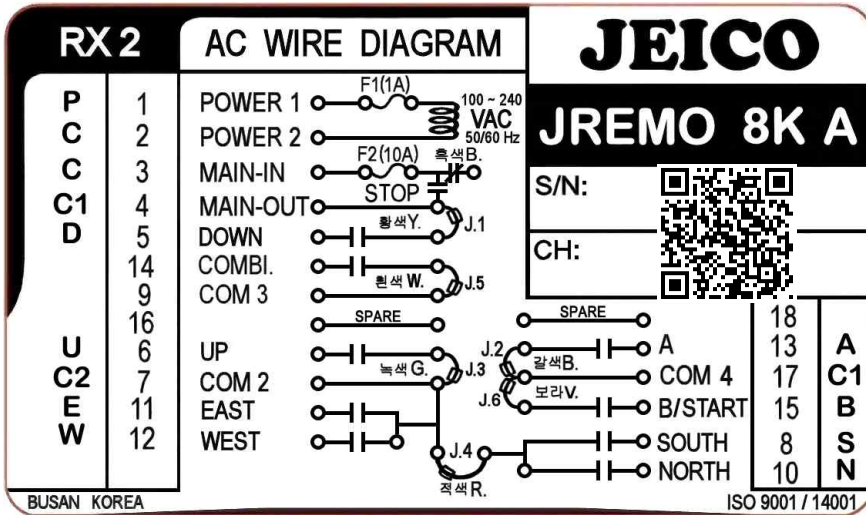 RX 2 AC WIRE DIAGRAM JEICO
JREMO 8K A
S/N:
CH:
F1(1A)
P 1 POWER 1 100 ~ 240
VAC
C 2 POWER 2 50/60 Hz
F2(10A) 흑색B.
C 3 MAIN-IN
STOP
C1 4 MAIN-OUT
황색Y. J.1
D 5 DOWN
14 COMBI.
흰색 W. J.5
9 COM 3
16 SPARE SPARE 18
U 6 UP J.2 A 13 A
녹색G. J.3 갈색B.
C2 7 COM 2 COM 4 17 C1
J.6 보라V.
E 11 EAST B/START 15 B
W 12 WEST J.4 SOUTH 8 S
적색R. NORTH 10 N
BUSAN KOREA ISO 9001 / 14001